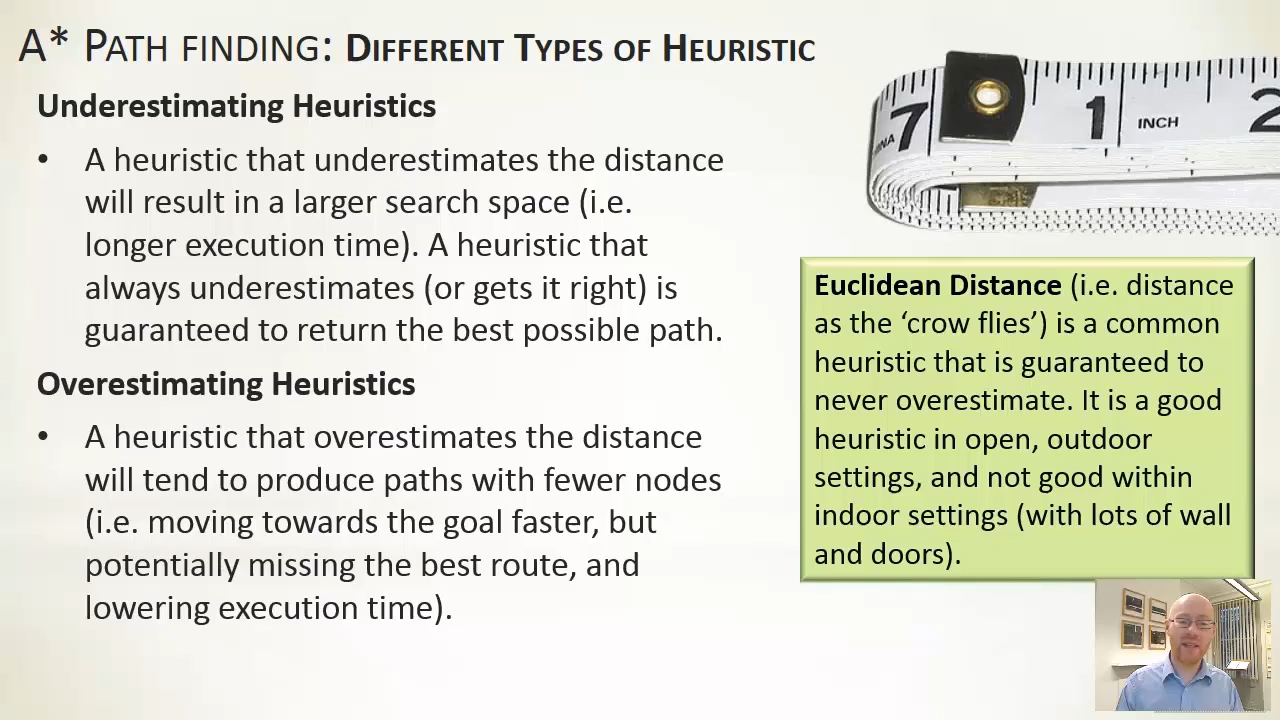 A* PATH FINDING: DIFFERENT TYPES OF HEURISTIC
Underestimating Heuristics
• A heuristic that underestimates the distance
will result in a larger search space (i.e.
longer execution time). A heuristic that
always underestimates (or gets it right) is
guaranteed to return the best possible path.
Overestimating Heuristics
• A heuristic that overestimates the distance
will tend to produce paths with fewer nodes
(i.e. moving towards the goal faster, but
potentially missing the best route, and
lowering execution time).
7 1 INCH 2
Euclidean Distance (i.e. distance
as the ‘crow flies’) is a common
heuristic that is guaranteed to
never overestimate. It is a good
heuristic in open, outdoor
settings, and not good within
indoor settings (with lots of wall
and doors).